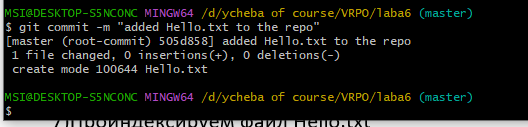 MSI@DESKTOP-S5NCONC MINGW64 /d/ycheba of course/VRPO/laba6 (master)
$ git commit -m "added Hello.txt to the repo"
[master (root-commit) 505d858] added Hello.txt to the repo
 1 file changed, 0 insertions(+), 0 deletions(-)
 create mode 100644 Hello.txt

MSI@DESKTOP-S5NCONC MINGW64 /d/ycheba of course/VRPO/laba6 (master)
$
7)Проиндексируем файл Hello.txt